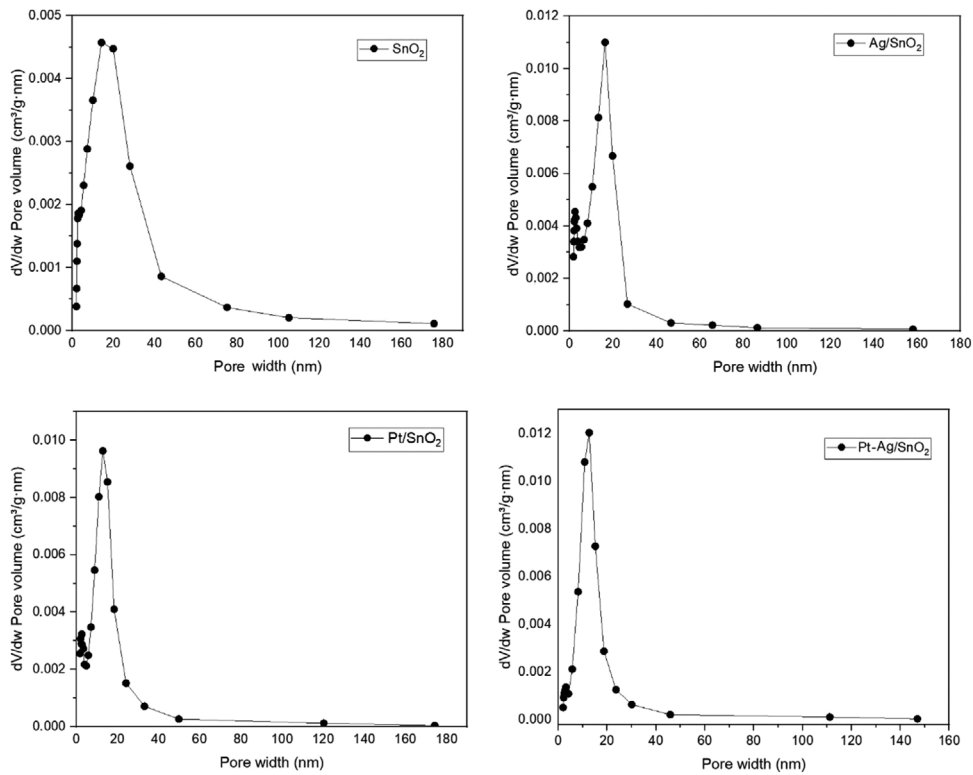 0.005
0.004
0.003
0.002
0.001
0.000
dV/dw Pore volume (cm³/g·nm)
SnO₂
0 20 40 60 80 100 120 140 160 180
Pore width (nm)
0.012
0.010
0.008
0.006
0.004
0.002
0.000
dV/dw Pore volume (cm³/g·nm)
Ag/SnO₂
0 20 40 60 80 100 120 140 160 180
Pore width (nm)
0.010
0.008
0.006
0.004
0.002
0.000
dV/dw Pore volume (cm³/g·nm)
Pt/SnO₂
0 20 40 60 80 100 120 140 160 180
Pore width (nm)
0.012
0.010
0.008
0.006
0.004
0.002
0.000
dV/dw Pore volume (cm³/g·nm)
Pt-Ag/SnO₂
0 20 40 60 80 100 120 140 160
Pore width (nm)